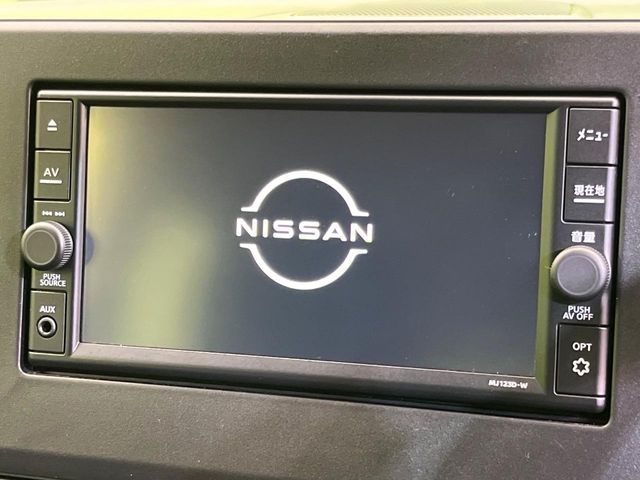 AV
PUSH
SOURCE
AUX
NISSAN
メニュー
現在地
音量
PUSH
AV OFF
OPT
MJ123D-W